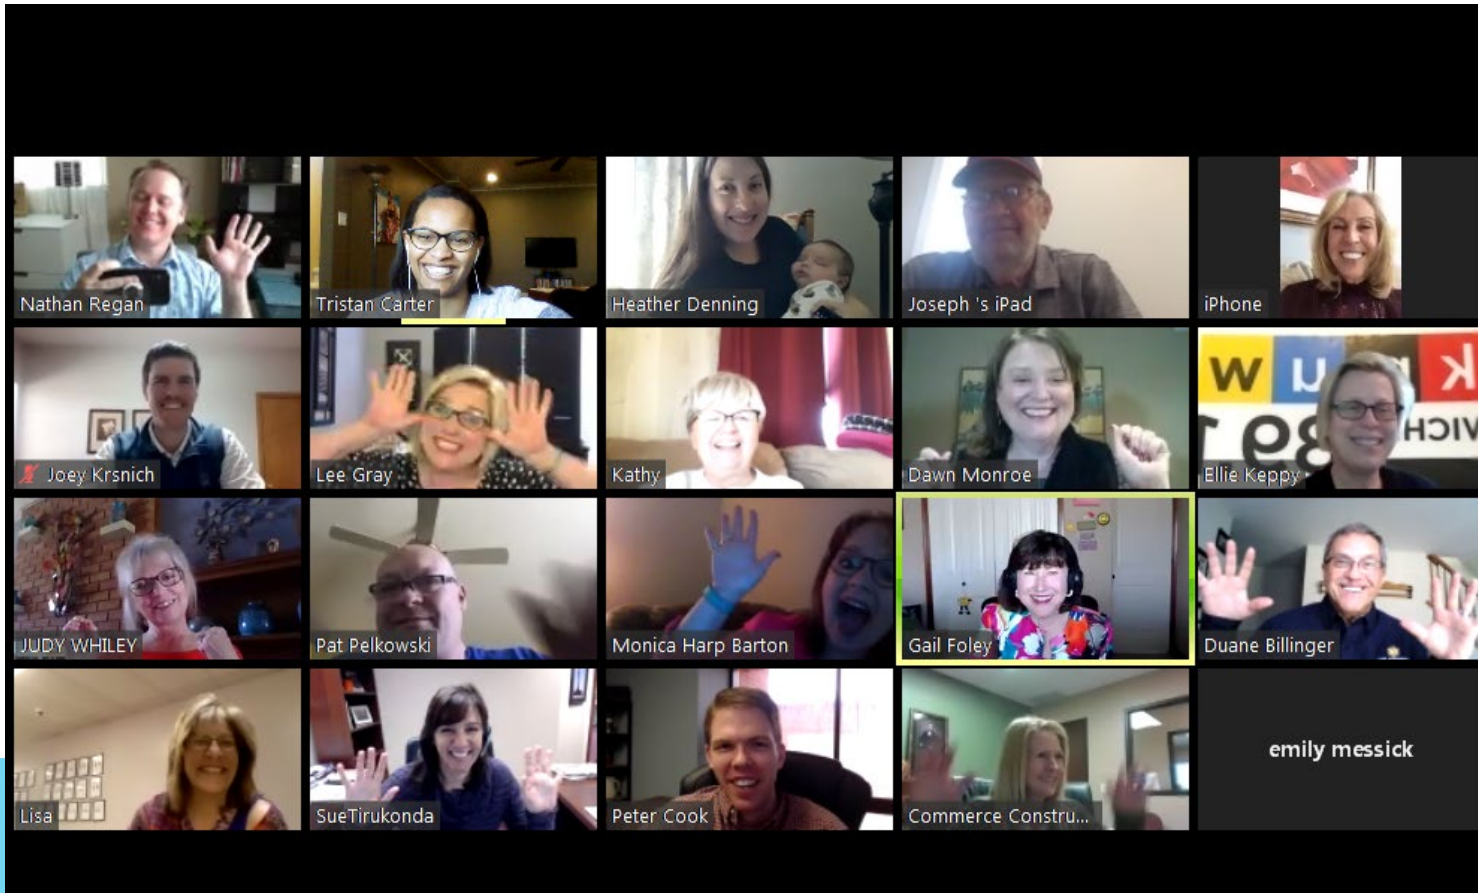 Nathan Regan
Tristan Carter
Heather Denning
Joseph 's iPad
iPhone
Joey Krsnich
Lee Gray
Kathy
Dawn Monroe
Ellie Keppy
JUDY WHILEY
Pat Pelkowski
Monica Harp Barton
Gail Foley
Duane Billinger
Lisa
SueTirukonda
Peter Cook
Commerce Constru...
emily messick